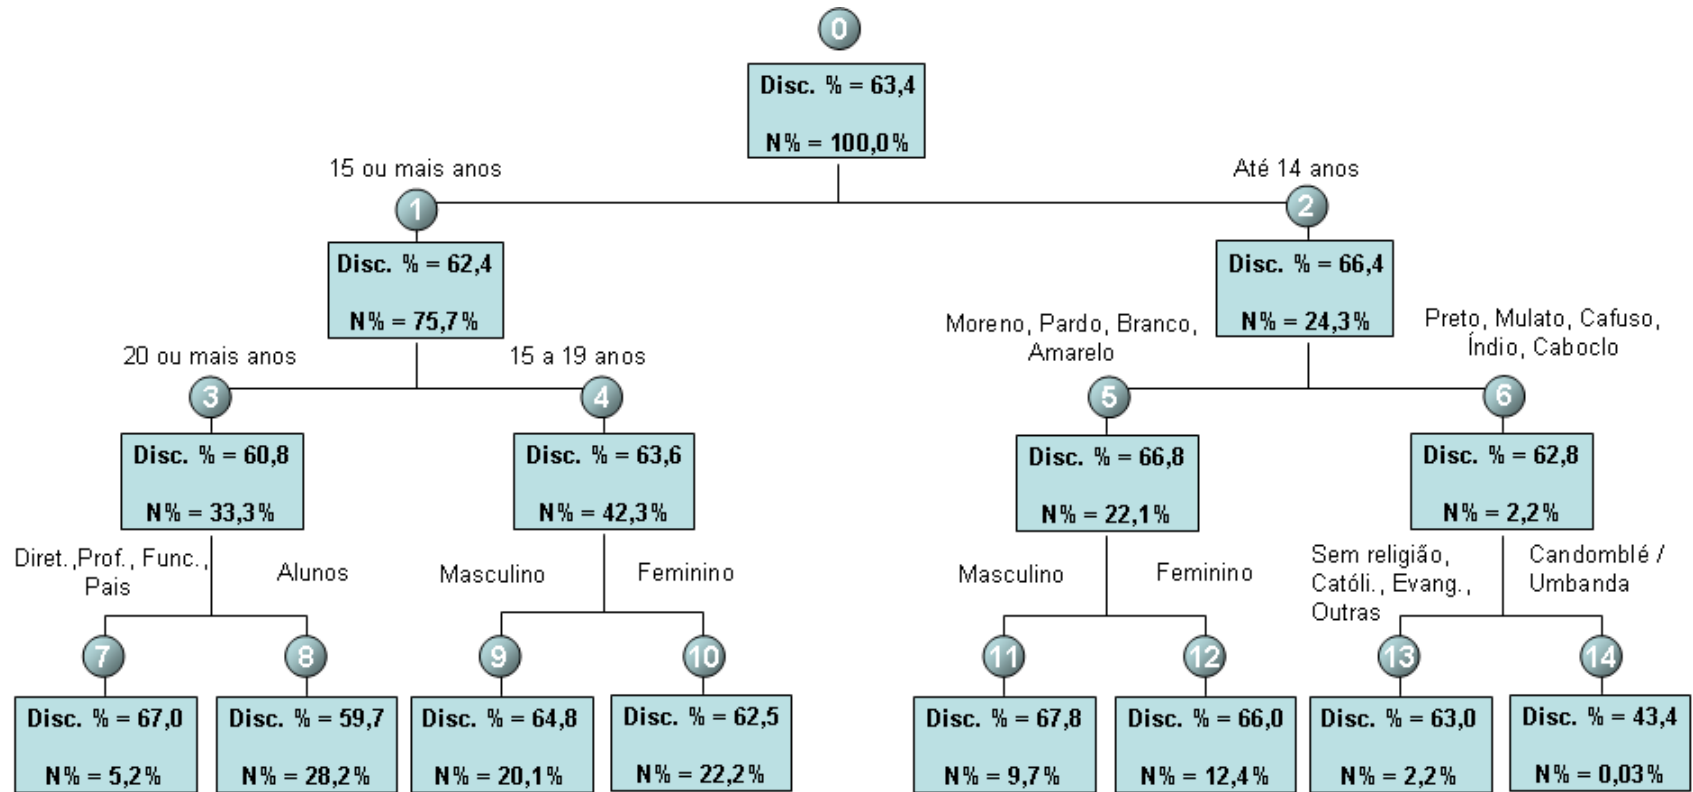 0
Disc. % = 63,4
N% = 100,0%
15 ou mais anos
Até 14 anos
1
2
Disc. % = 62,4
N% = 75,7%
Disc. % = 66,4
N% = 24,3%
20 ou mais anos
15 a 19 anos
Moreno, Pardo, Branco,
Amarelo
Preto, Mulato, Cafuso,
Índio, Caboclo
3
4
5
6
Disc. % = 60,8
N% = 33,3%
Disc. % = 63,6
N% = 42,3%
Disc. % = 66,8
N% = 22,1%
Disc. % = 62,8
N% = 2,2%
Diret.,Prof., Func.,
Pais
Alunos
Masculino
Feminino
Masculino
Feminino
Sem religião,
Católi., Evang.,
Outras
Candomblé /
Umbanda
7
8
9
10
11
12
13
14
Disc. % = 67,0
N% = 5,2%
Disc. % = 59,7
N% = 28,2%
Disc. % = 64,8
N% = 20,1%
Disc. % = 62,5
N% = 22,2%
Disc. % = 67,8
N% = 9,7%
Disc. % = 66,0
N% = 12,4%
Disc. % = 63,0
N% = 2,2%
Disc. % = 43,4
N% = 0,03%